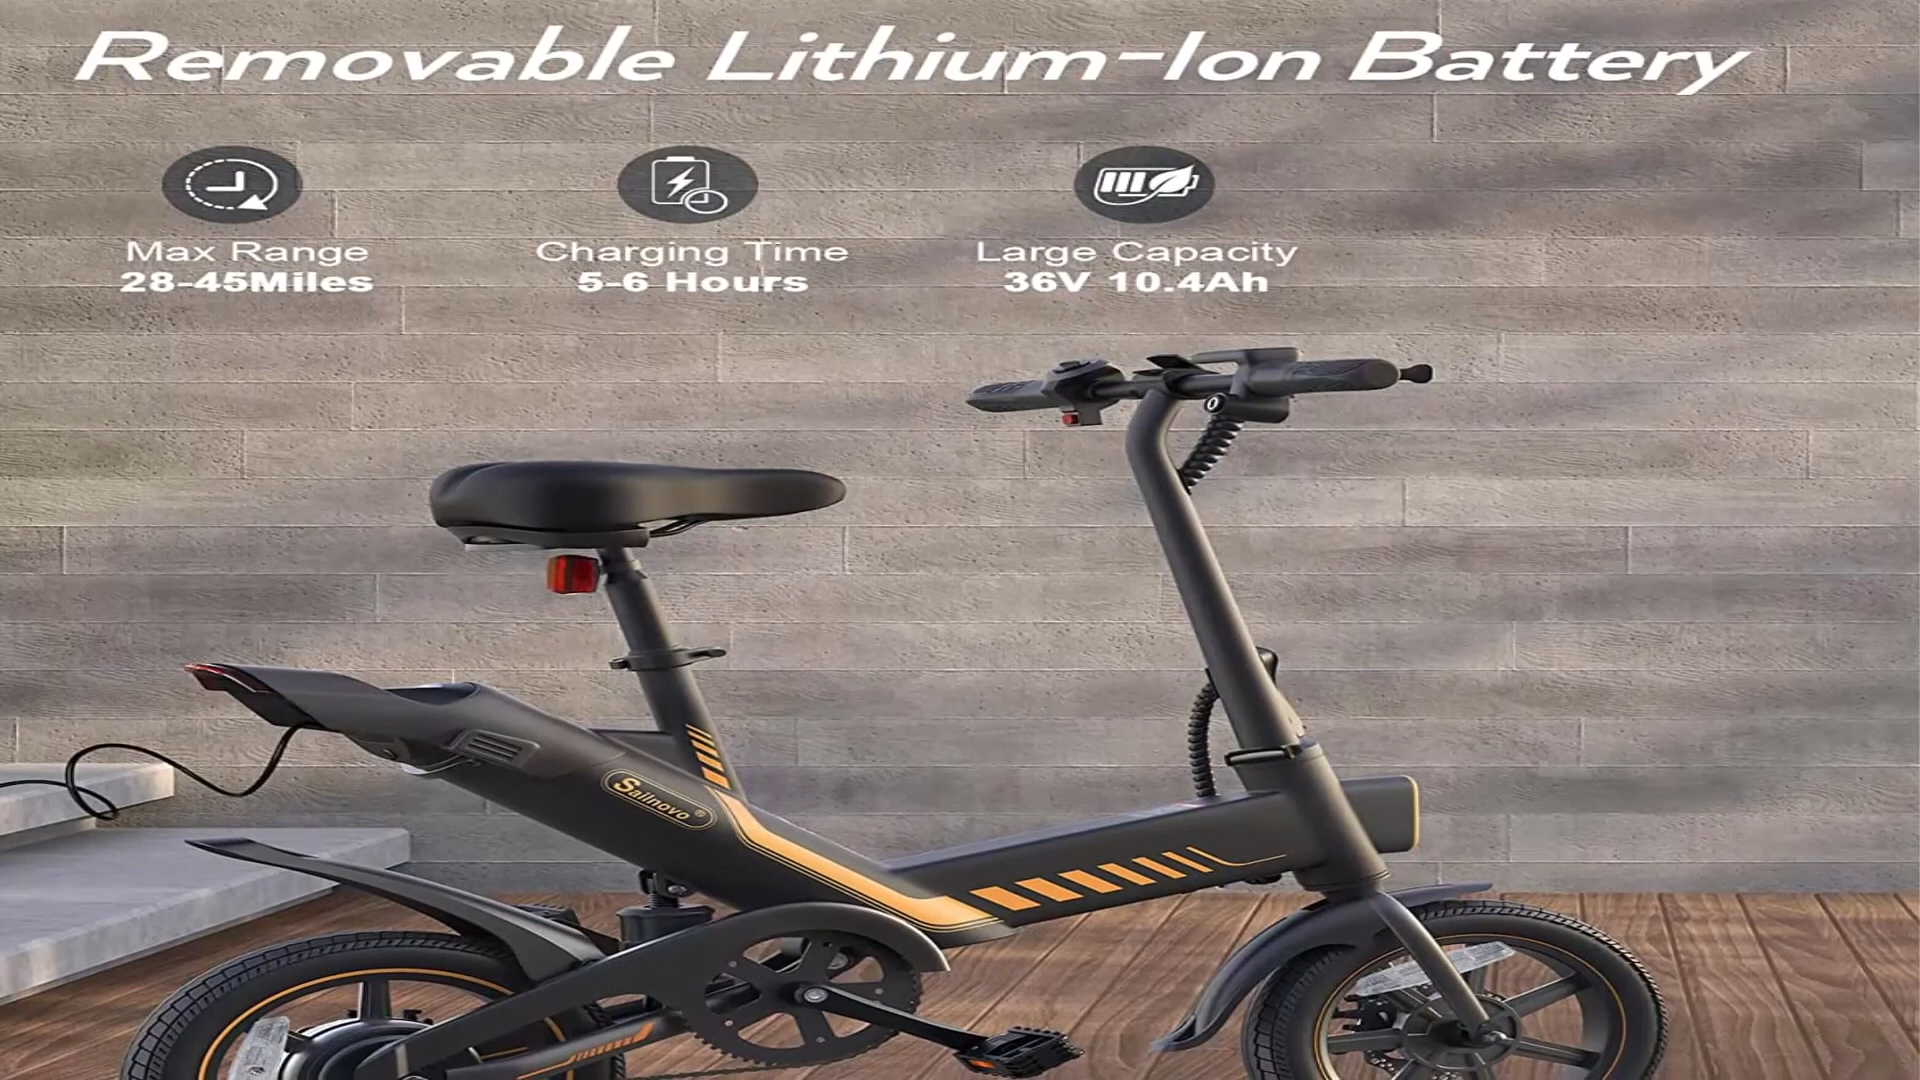 Removable Lithium-Ion Battery
Max Range
28-45Miles
Charging Time
5-6 Hours
Large Capacity
36V 10.4Ah
Sailnovo®